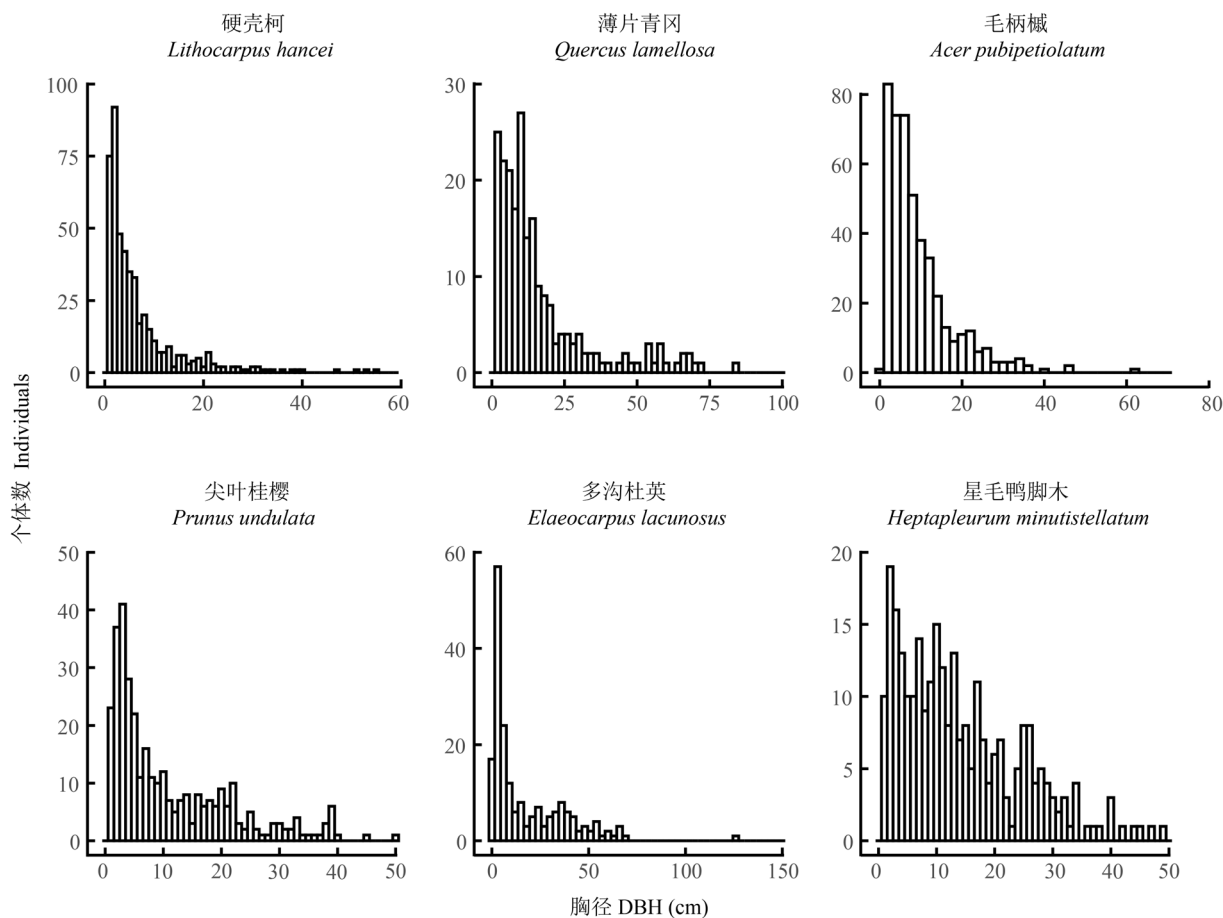 硬壳柯
Lithocarpus hancei
100
75
50
25
0
0 20 40 60
薄片青冈
Quercus lamellosa
30
20
10
0
0 25 50 75 100
毛柄槭
Acer pubipetiolatum
80
60
40
20
0
0 20 40 60 80
个体数 Individuals
尖叶桂樱
Prunus undulata
50
40
30
20
10
0
0 10 20 30 40 50
多沟杜英
Elaeocarpus lacunosus
60
40
20
0
0 50 100 150
星毛鸭脚木
Heptapleurum minutistellatum
20
15
10
5
0
0 10 20 30 40 50
胸径 DBH (cm)